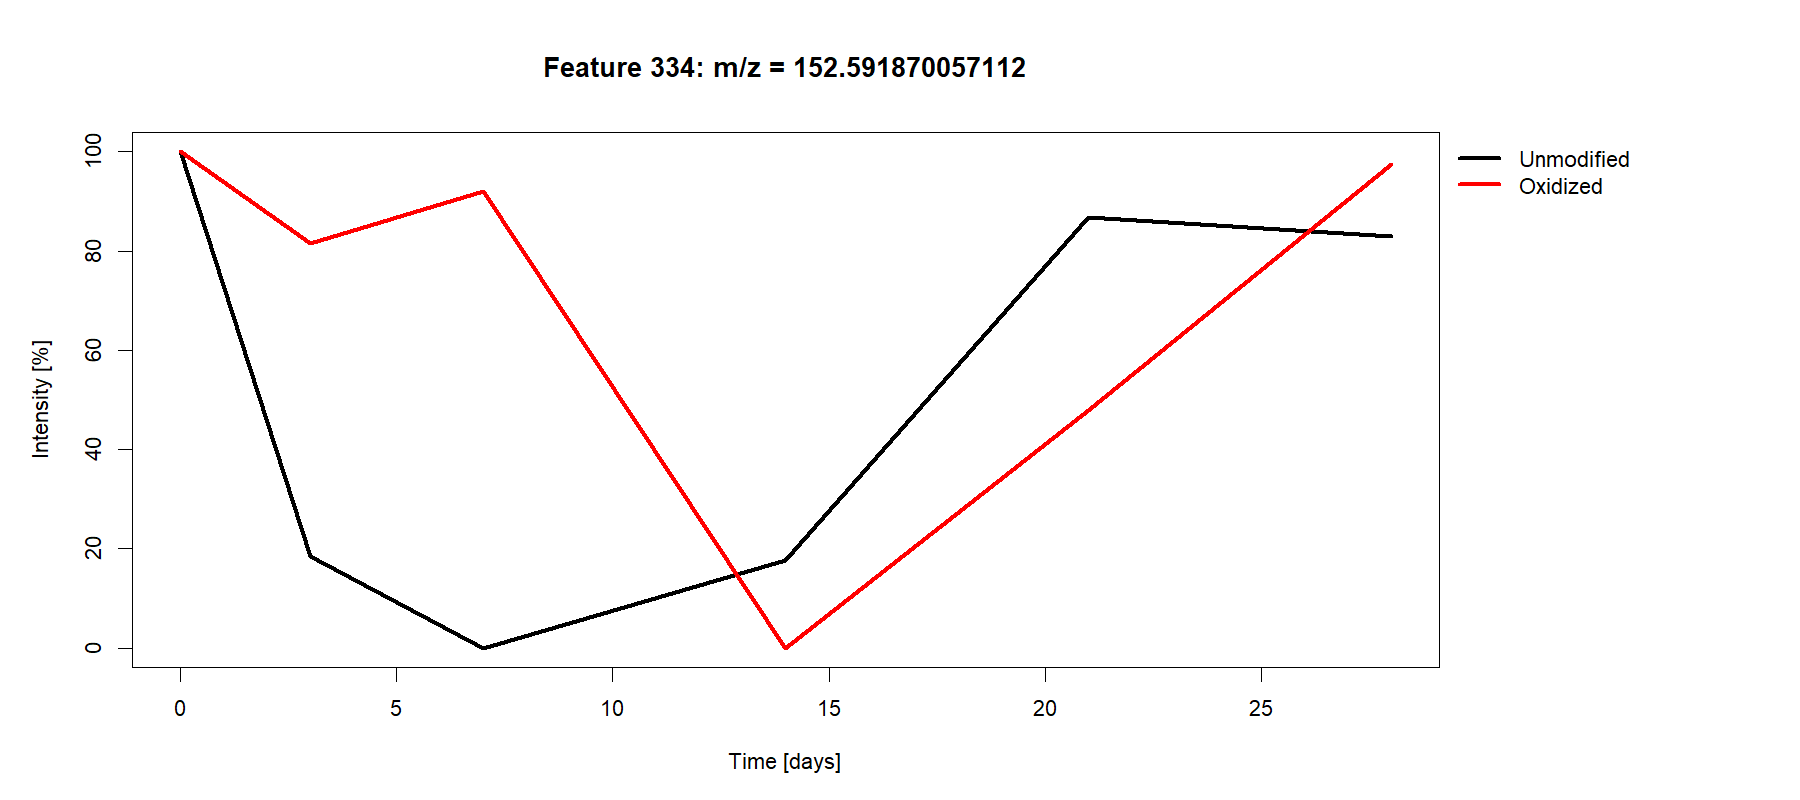 Feature 334: m/z = 152.591870057112
Unmodified
Oxidized
Intensity [%]
100
80
60
40
20
0
0 5 10 15 20 25
Time [days]